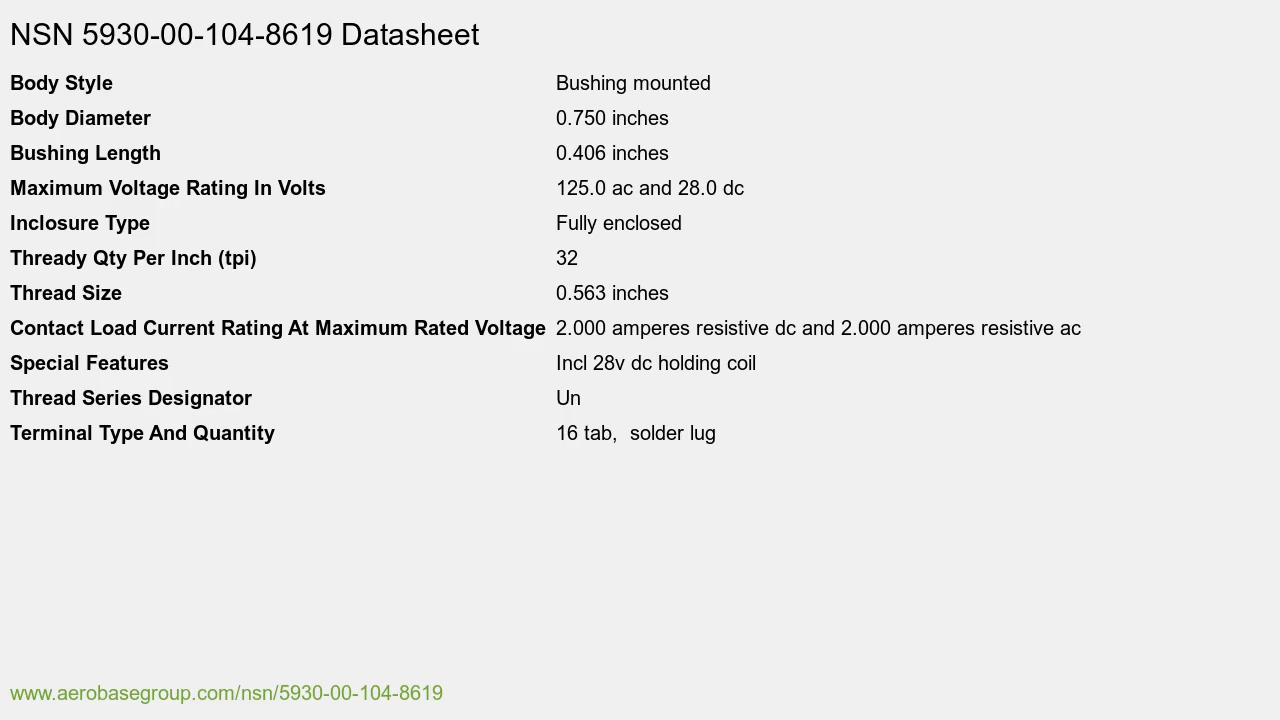 NSN 5930-00-104-8619 Datasheet
Body Style Bushing mounted
Body Diameter 0.750 inches
Bushing Length 0.406 inches
Maximum Voltage Rating In Volts 125.0 ac and 28.0 dc
Inclosure Type Fully enclosed
Thready Qty Per Inch (tpi) 32
Thread Size 0.563 inches
Contact Load Current Rating At Maximum Rated Voltage 2.000 amperes resistive dc and 2.000 amperes resistive ac
Special Features Incl 28v dc holding coil
Thread Series Designator Un
Terminal Type And Quantity 16 tab,  solder lug
www.aerobasegroup.com/nsn/5930-00-104-8619